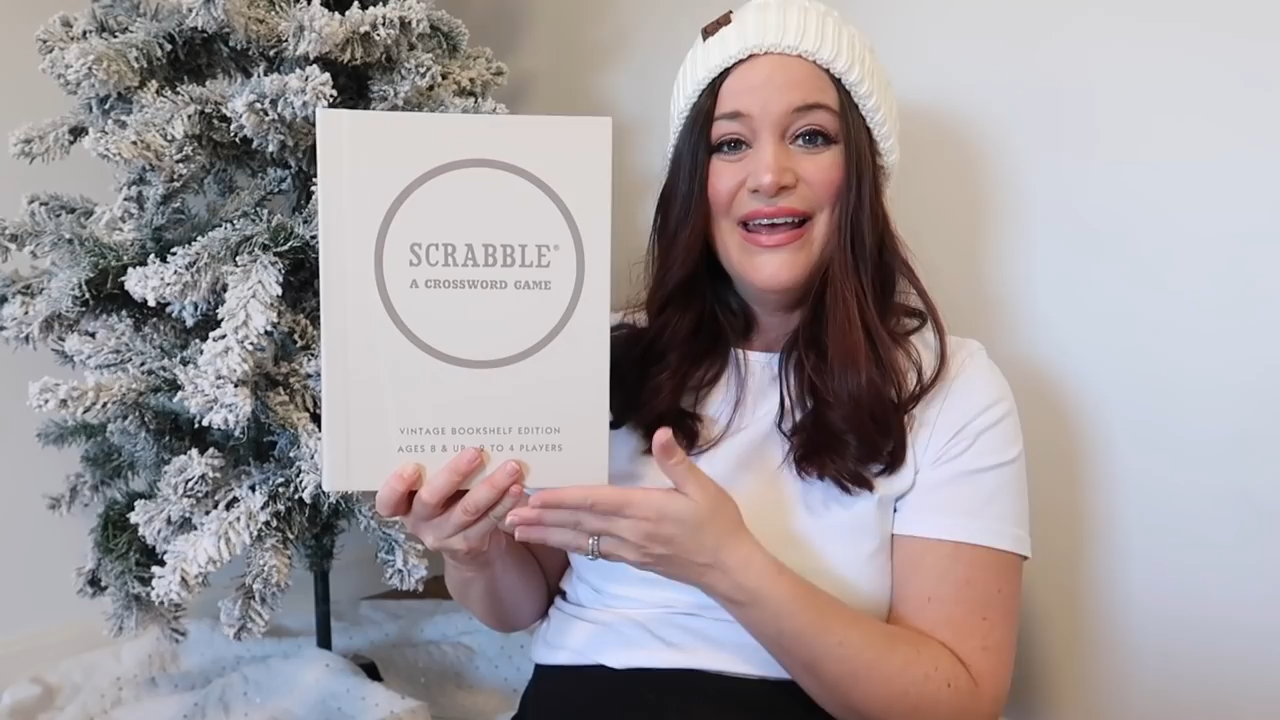 SCRABBLE®
A CROSSWORD GAME
VINTAGE BOOKSHELF EDITION
AGES 8 & UP 2 TO 4 PLAYERS